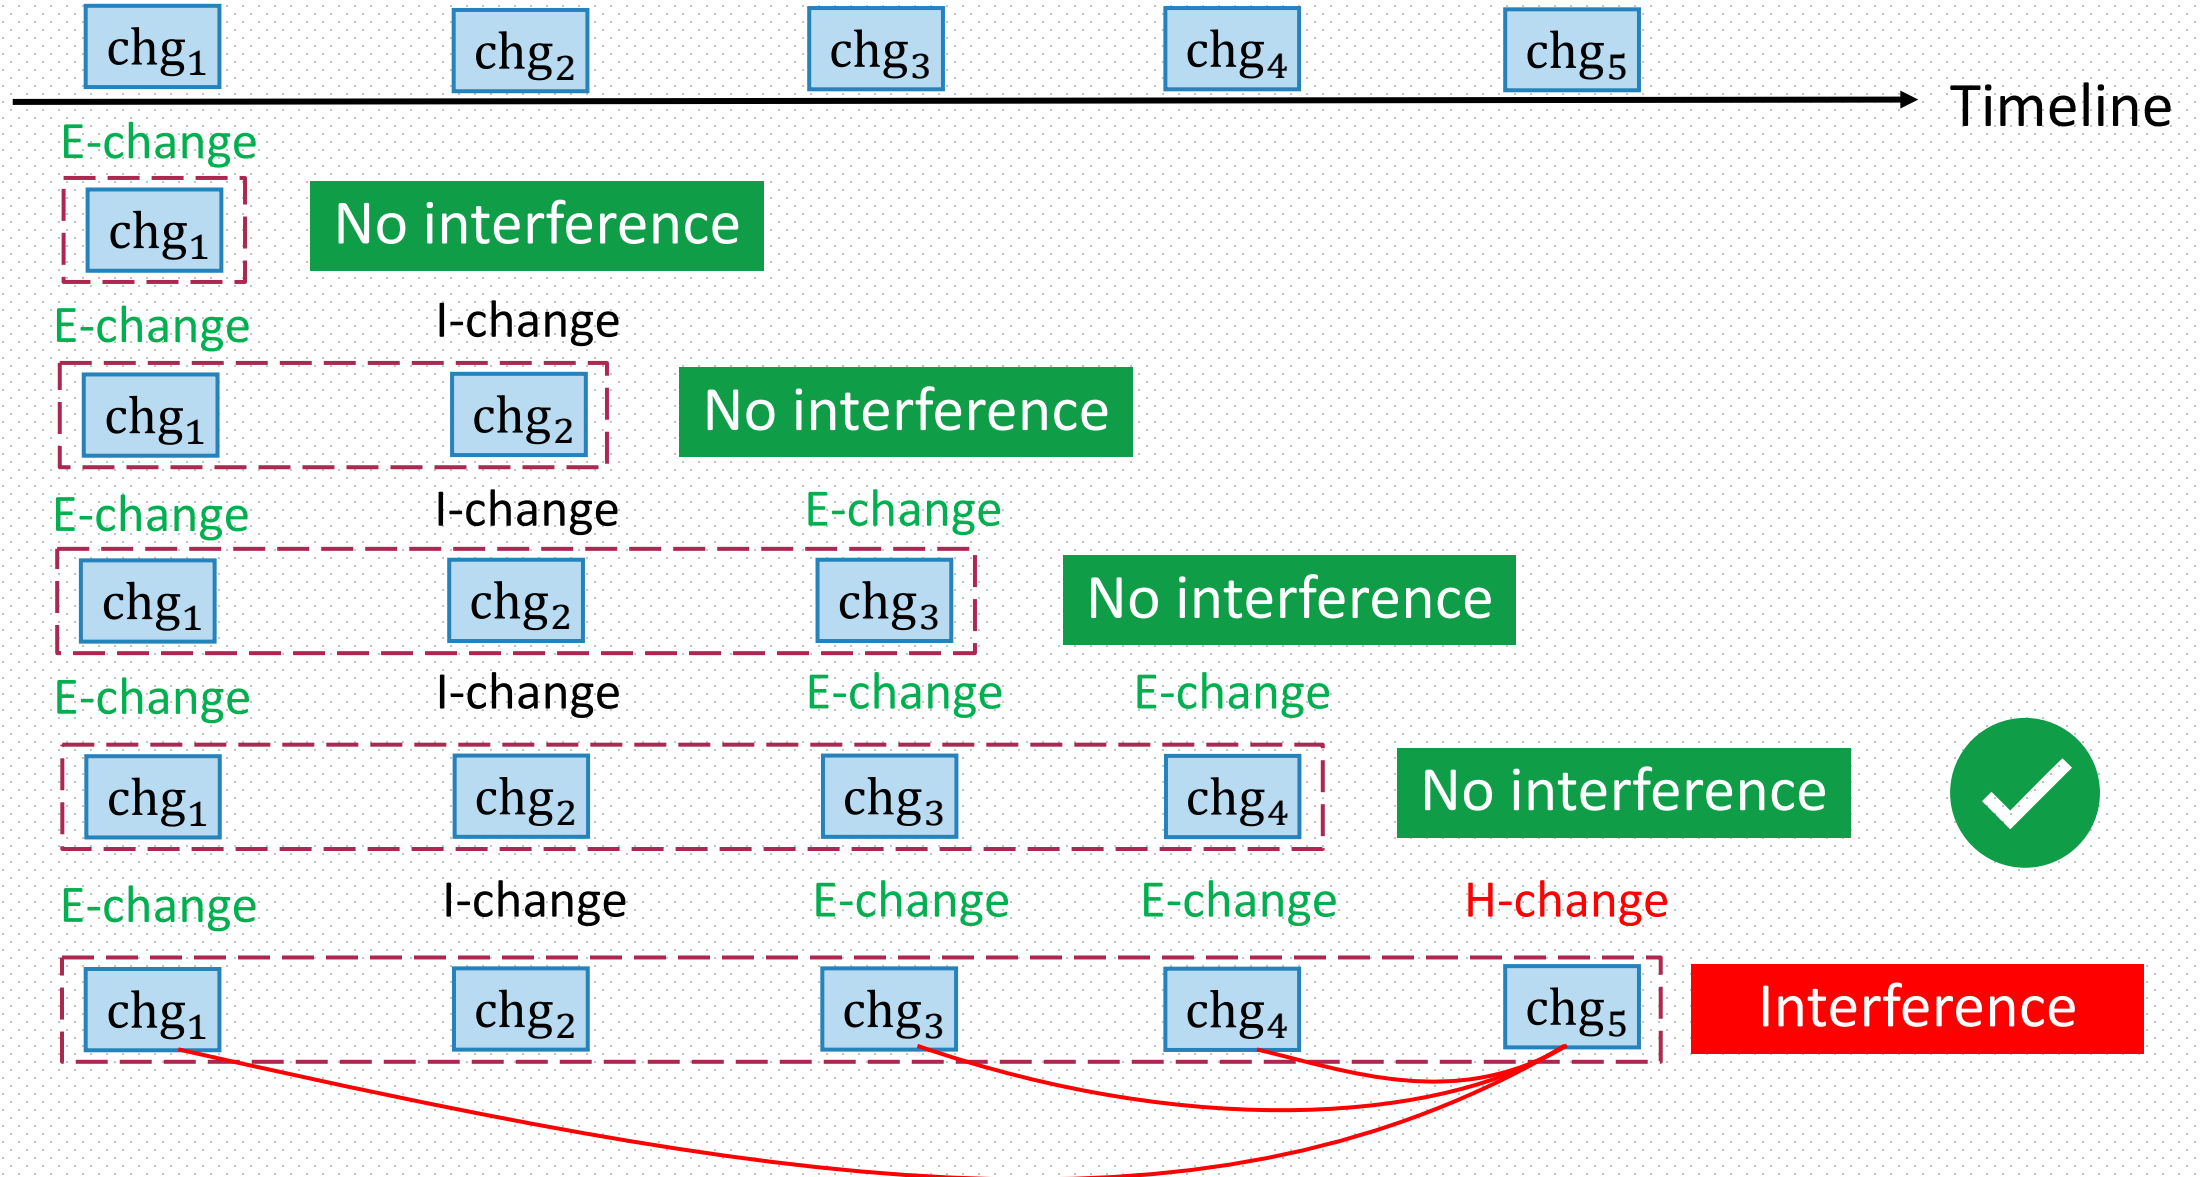 chg₁ chg₂ chg₃ chg₄ chg₅
Timeline
E-change
chg₁ No interference
E-change I-change
chg₁ chg₂ No interference
E-change I-change E-change
chg₁ chg₂ chg₃ No interference
E-change I-change E-change E-change
chg₁ chg₂ chg₃ chg₄ No interference
E-change I-change E-change E-change H-change
chg₁ chg₂ chg₃ chg₄ chg₅ Interference